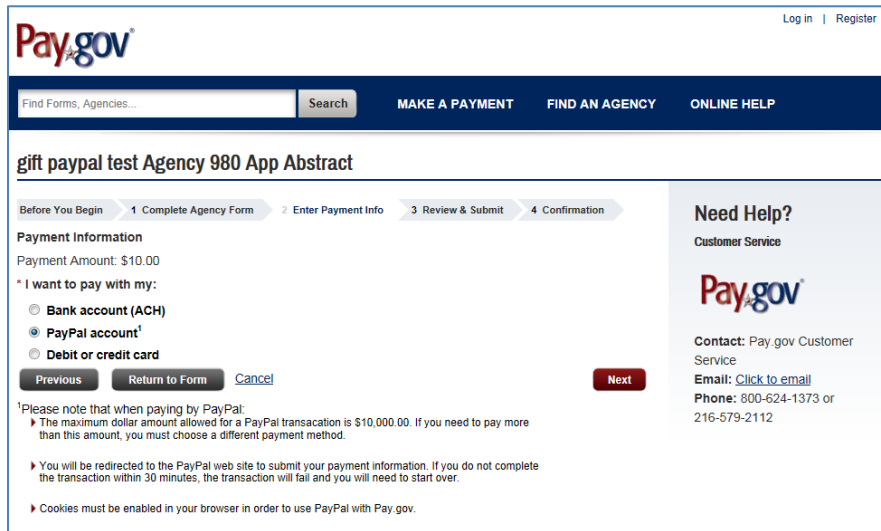 Log in | Register
Pay.gov®
Find Forms, Agencies...
Search
MAKE A PAYMENT
FIND AN AGENCY
ONLINE HELP
gift paypal test Agency 980 App Abstract
Before You Begin
1 Complete Agency Form
2 Enter Payment Info
3 Review & Submit
4 Confirmation
Payment Information
Payment Amount: $10.00
* I want to pay with my:
Bank account (ACH)
PayPal account¹
Debit or credit card
Previous
Return to Form
Cancel
Next
¹Please note that when paying by PayPal:
The maximum dollar amount allowed for a PayPal transacation is $10,000.00. If you need to pay more
than this amount, you must choose a different payment method.
You will be redirected to the PayPal web site to submit your payment information. If you do not complete
the transaction within 30 minutes, the transaction will fail and you will need to start over.
Cookies must be enabled in your browser in order to use PayPal with Pay.gov.
Need Help?
Customer Service
Pay.gov®
Contact: Pay.gov Customer
Service
Email: Click to email
Phone: 800-624-1373 or
216-579-2112